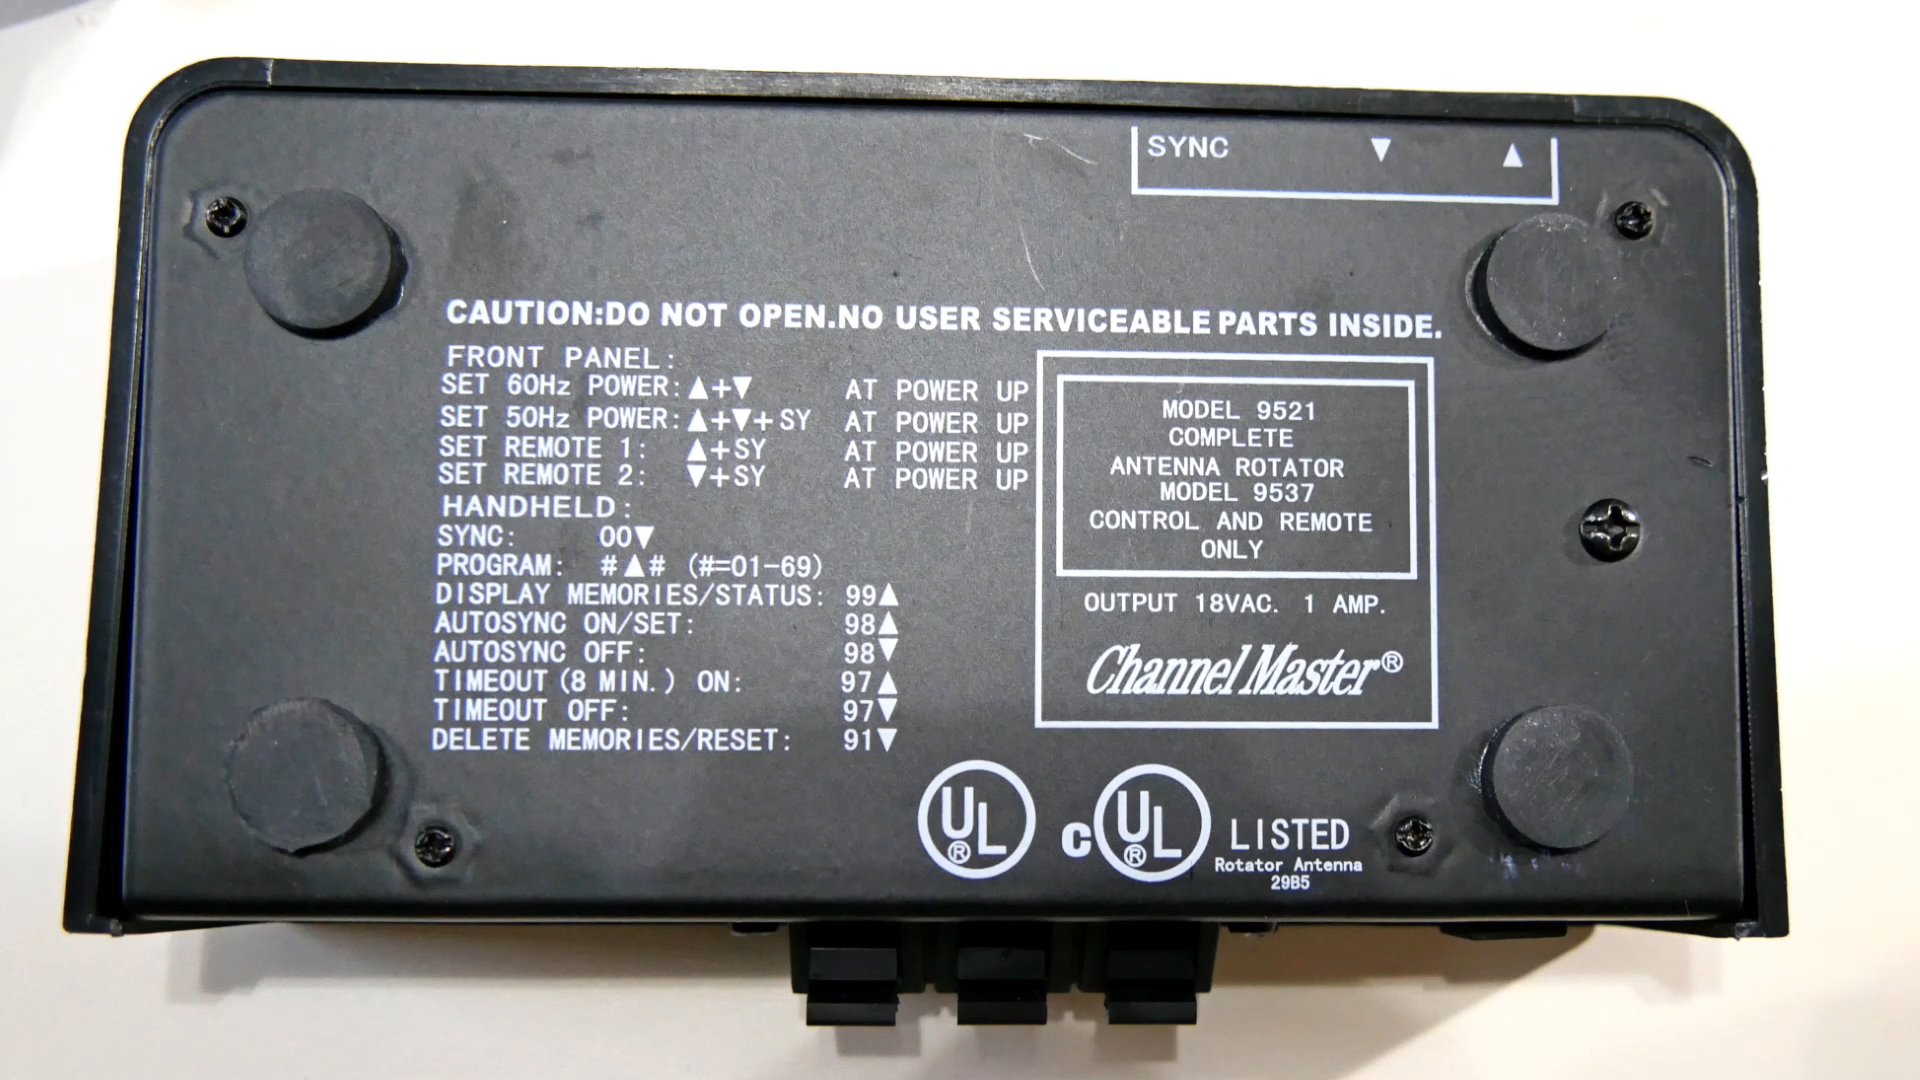 SYNC ▼ ▲
CAUTION:DO NOT OPEN.NO USER SERVICEABLE PARTS INSIDE.
FRONT PANEL:
SET 60Hz POWER:▲+▼ AT POWER UP
SET 50Hz POWER:▲+▼+SY AT POWER UP
SET REMOTE 1: ▲+SY AT POWER UP
SET REMOTE 2: ▼+SY AT POWER UP
HANDHELD:
SYNC: 00▼
PROGRAM: #▲# (#=01-69)
DISPLAY MEMORIES/STATUS: 99▲
AUTOSYNC ON/SET: 98▲
AUTOSYNC OFF: 98▼
TIMEOUT(8 MIN.) ON: 97▲
TIMEOUT OFF: 97▼
DELETE MEMORIES/RESET: 91▼
MODEL 9521
COMPLETE
ANTENNA ROTATOR
MODEL 9537
CONTROL AND REMOTE
ONLY
OUTPUT 18VAC. 1 AMP.
Channel Master®
UL® cUL® LISTED
Rotator Antenna
29B5